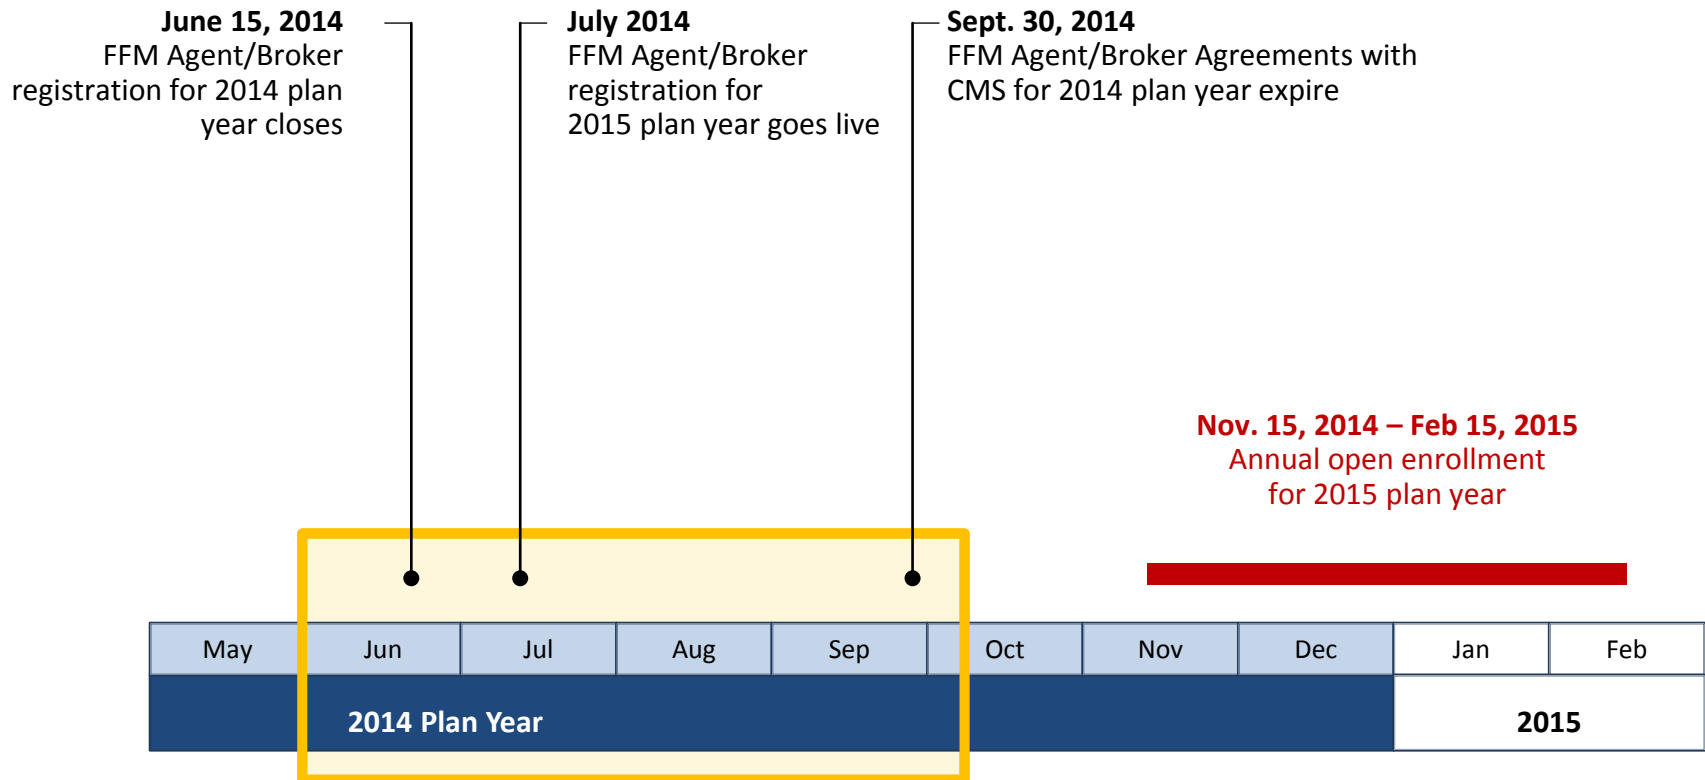 June 15, 2014
FFM Agent/Broker
registration for 2014 plan
year closes
July 2014
FFM Agent/Broker
registration for
2015 plan year goes live
Sept. 30, 2014
FFM Agent/Broker Agreements with
CMS for 2014 plan year expire
Nov. 15, 2014 – Feb 15, 2015
Annual open enrollment
for 2015 plan year
May Jun Jul Aug Sep Oct Nov Dec Jan Feb
2014 Plan Year 2015